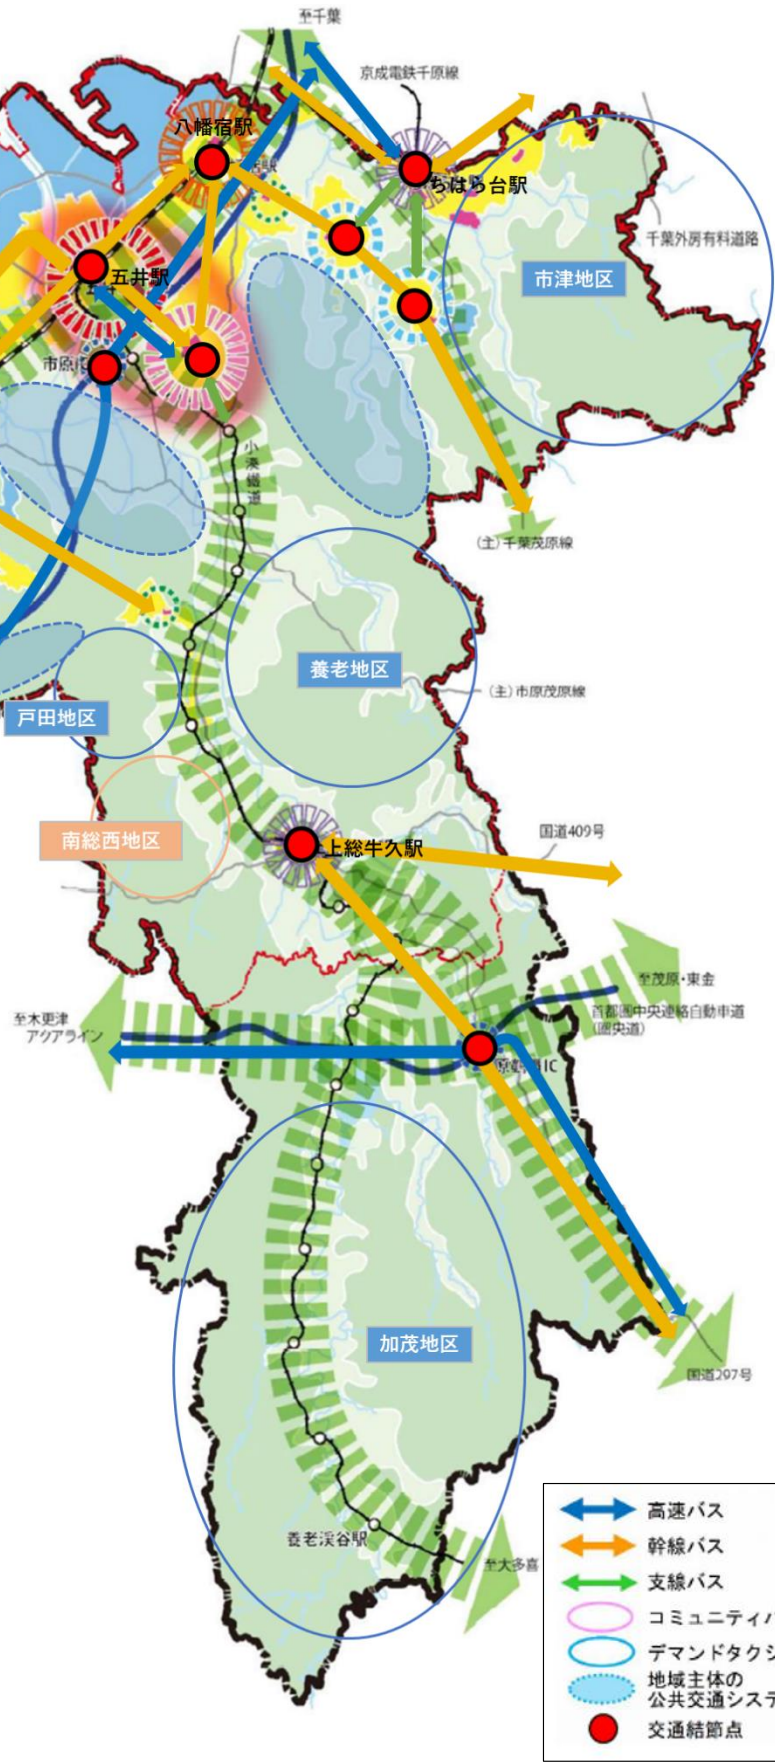 至千葉
京成電鉄千原線
八幡宿駅
ちはら台駅
千葉外房有料道路
市津地区
五井駅
市原IC
小湊鐵道
(主)千葉茂原線
養老地区
(主)市原茂原線
戸田地区
南総西地区
国道409号
上総牛久駅
至茂原・東金
首都圏中央連絡自動車道
(圏央道)
至木更津
アクアライン
加茂地区
国道297号
養老渓谷駅
至大多喜
高速バス
幹線バス
支線バス
コミュニティバ
デマンドタクシ
地域主体の
公共交通システ
交通結節点